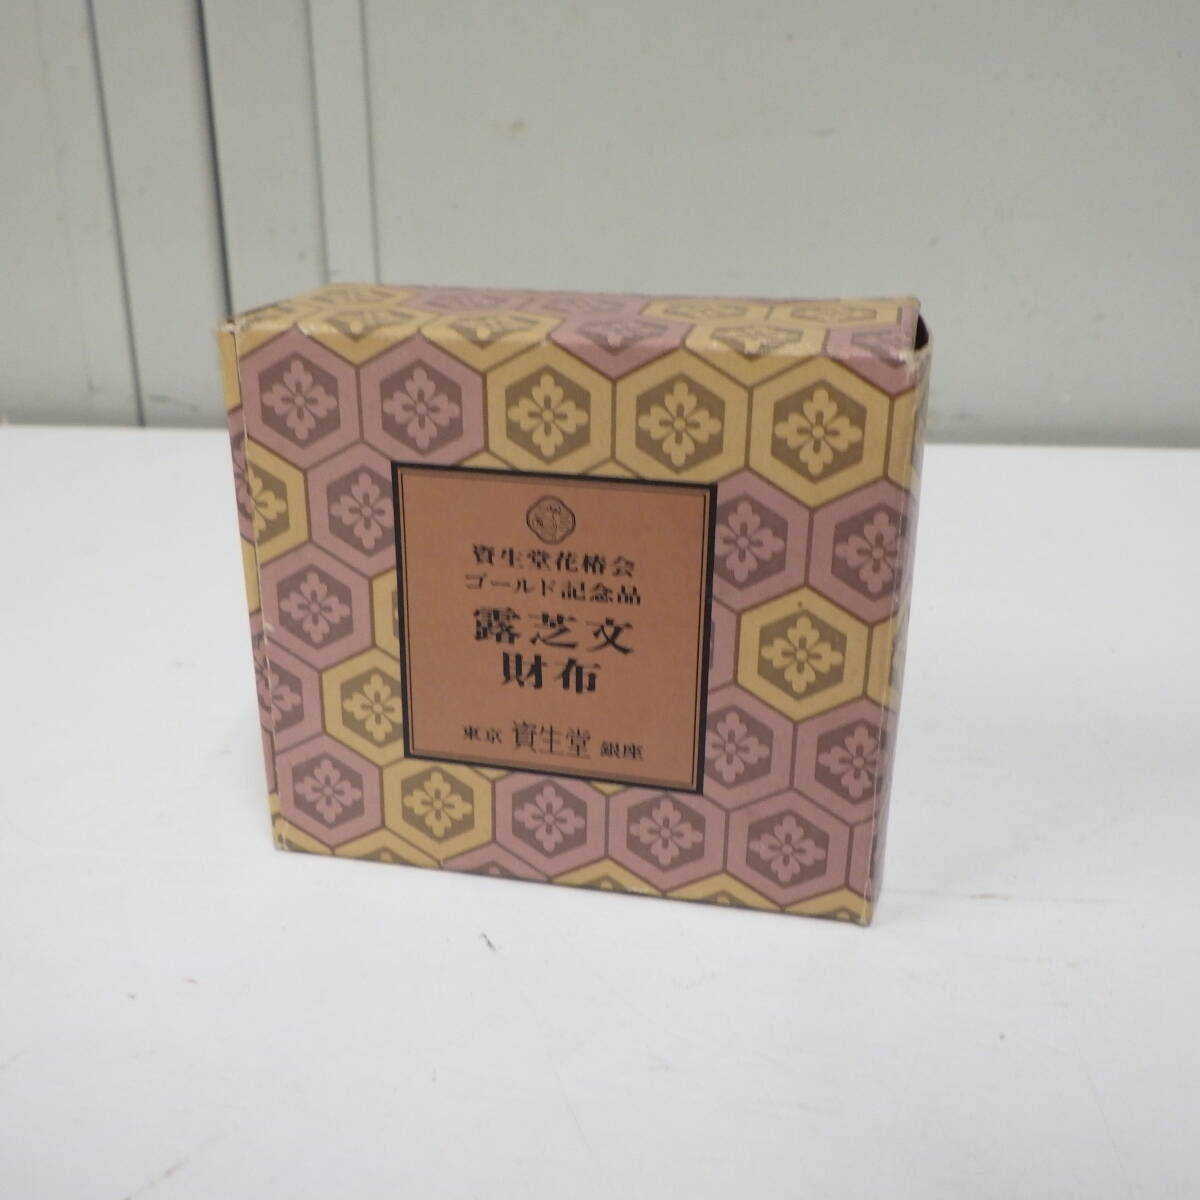 資生堂花椿会
ゴールド記念品
露芝文
財布
東京 資生堂 銀座